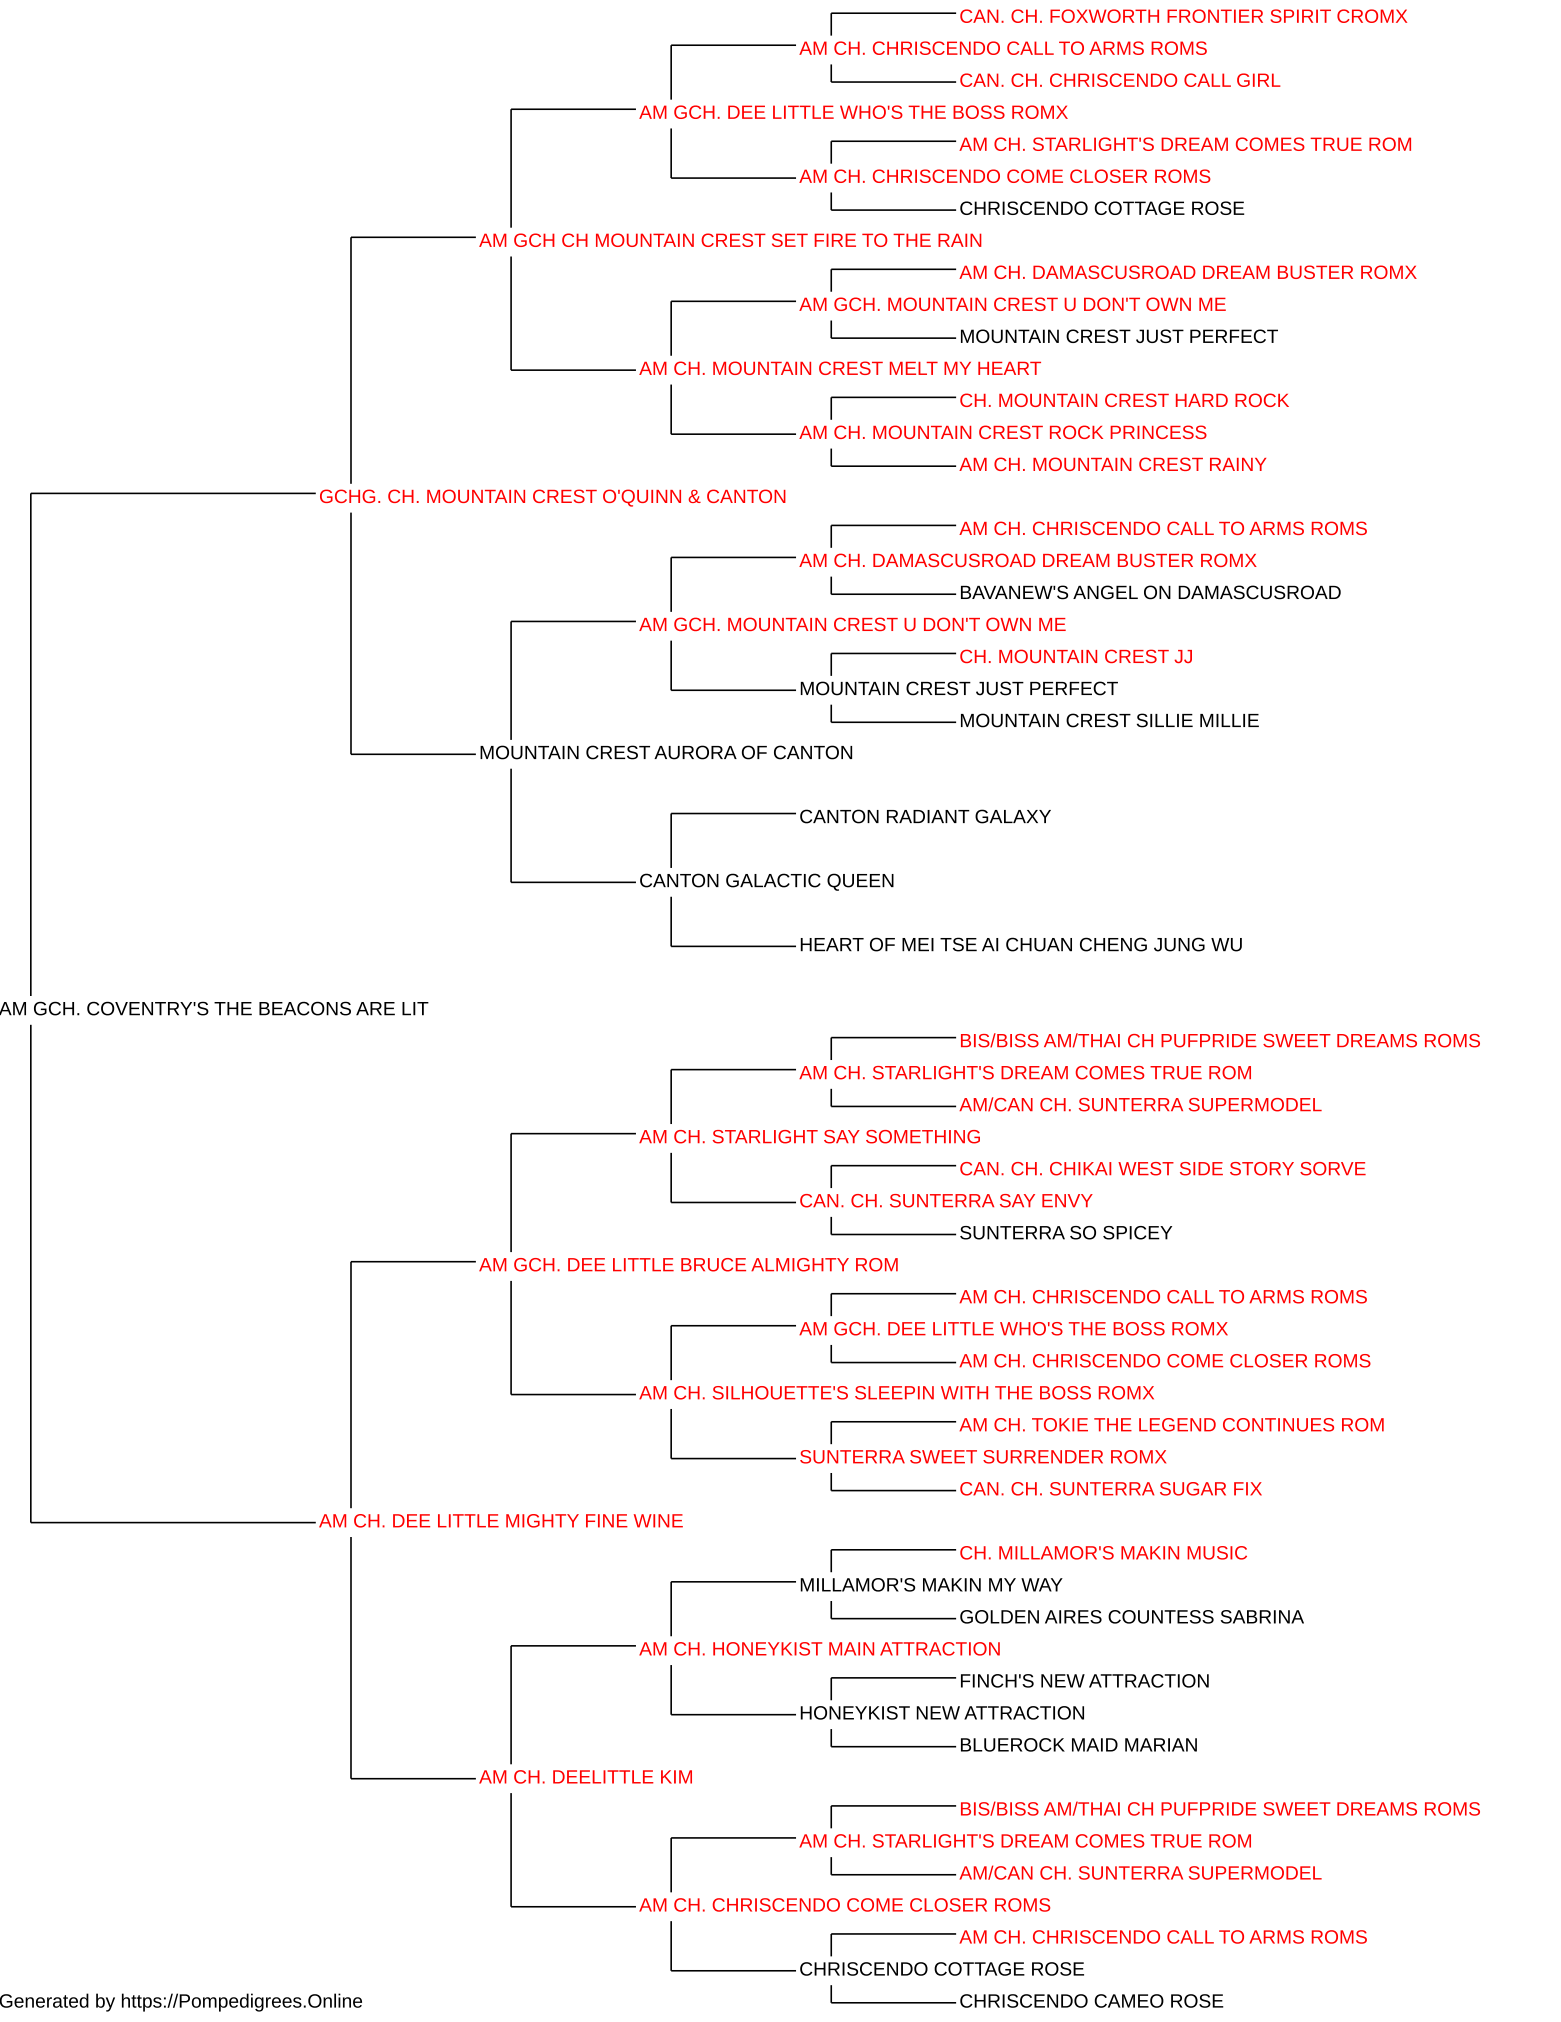 CAN. CH. FOXWORTH FRONTIER SPIRIT CROMX
AM CH. CHRISCENDO CALL TO ARMS ROMS
CAN. CH. CHRISCENDO CALL GIRL
AM GCH. DEE LITTLE WHO'S THE BOSS ROMX
AM CH. STARLIGHT'S DREAM COMES TRUE ROM
AM CH. CHRISCENDO COME CLOSER ROMS
CHRISCENDO COTTAGE ROSE
AM GCH CH MOUNTAIN CREST SET FIRE TO THE RAIN
AM CH. DAMASCUSROAD DREAM BUSTER ROMX
AM GCH. MOUNTAIN CREST U DON'T OWN ME
MOUNTAIN CREST JUST PERFECT
AM CH. MOUNTAIN CREST MELT MY HEART
CH. MOUNTAIN CREST HARD ROCK
AM CH. MOUNTAIN CREST ROCK PRINCESS
AM CH. MOUNTAIN CREST RAINY
GCHG. CH. MOUNTAIN CREST O'QUINN & CANTON
AM CH. CHRISCENDO CALL TO ARMS ROMS
AM CH. DAMASCUSROAD DREAM BUSTER ROMX
BAVANEW'S ANGEL ON DAMASCUSROAD
AM GCH. MOUNTAIN CREST U DON'T OWN ME
CH. MOUNTAIN CREST JJ
MOUNTAIN CREST JUST PERFECT
MOUNTAIN CREST SILLIE MILLIE
MOUNTAIN CREST AURORA OF CANTON
CANTON RADIANT GALAXY
CANTON GALACTIC QUEEN
HEART OF MEI TSE AI CHUAN CHENG JUNG WU
AM GCH. COVENTRY'S THE BEACONS ARE LIT
BIS/BISS AM/THAI CH PUFPRIDE SWEET DREAMS ROMS
AM CH. STARLIGHT'S DREAM COMES TRUE ROM
AM/CAN CH. SUNTERRA SUPERMODEL
AM CH. STARLIGHT SAY SOMETHING
CAN. CH. CHIKAI WEST SIDE STORY SORVE
CAN. CH. SUNTERRA SAY ENVY
SUNTERRA SO SPICEY
AM GCH. DEE LITTLE BRUCE ALMIGHTY ROM
AM CH. CHRISCENDO CALL TO ARMS ROMS
AM GCH. DEE LITTLE WHO'S THE BOSS ROMX
AM CH. CHRISCENDO COME CLOSER ROMS
AM CH. SILHOUETTE'S SLEEPIN WITH THE BOSS ROMX
AM CH. TOKIE THE LEGEND CONTINUES ROM
SUNTERRA SWEET SURRENDER ROMX
CAN. CH. SUNTERRA SUGAR FIX
AM CH. DEE LITTLE MIGHTY FINE WINE
CH. MILLAMOR'S MAKIN MUSIC
MILLAMOR'S MAKIN MY WAY
GOLDEN AIRES COUNTESS SABRINA
AM CH. HONEYKIST MAIN ATTRACTION
FINCH'S NEW ATTRACTION
HONEYKIST NEW ATTRACTION
BLUEROCK MAID MARIAN
AM CH. DEELITTLE KIM
BIS/BISS AM/THAI CH PUFPRIDE SWEET DREAMS ROMS
AM CH. STARLIGHT'S DREAM COMES TRUE ROM
AM/CAN CH. SUNTERRA SUPERMODEL
AM CH. CHRISCENDO COME CLOSER ROMS
AM CH. CHRISCENDO CALL TO ARMS ROMS
CHRISCENDO COTTAGE ROSE
CHRISCENDO CAMEO ROSE
Generated by https://Pompedigrees.Online